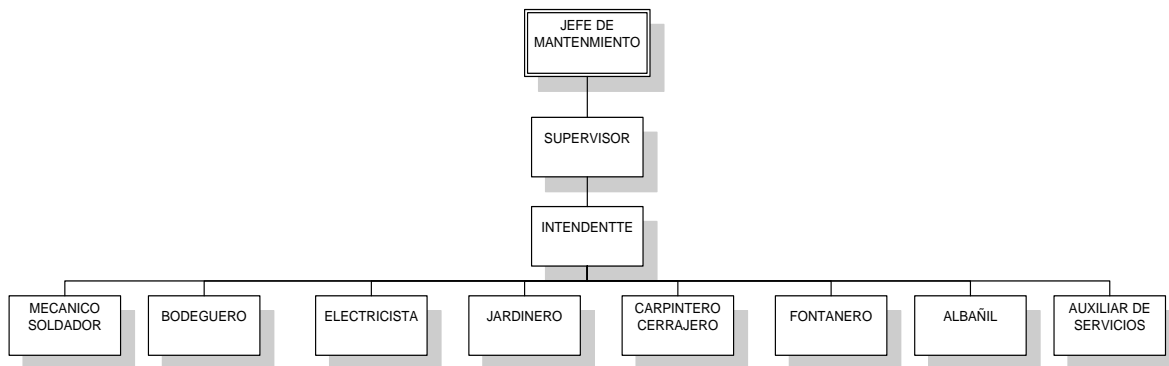 JEFE DE
MANTENMIENTO
SUPERVISOR
INTENDENTTE
MECANICO
SOLDADOR
BODEGUERO
ELECTRICISTA
JARDINERO
CARPINTERO
CERRAJERO
FONTANERO
ALBAÑIL
AUXILIAR DE
SERVICIOS